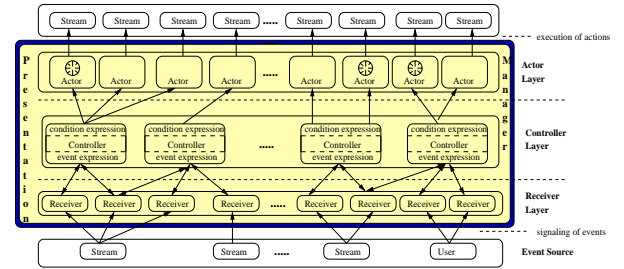 Stream Stream Stream Stream ..... Stream Stream Stream Stream
execution of actions
Presentation
Manager
Actor Actor Actor Actor ..... Actor Actor Actor Actor
Actor
Layer
condition expression condition expression condition expression condition expression
Controller Controller ..... Controller Controller
event expression event expression event expression event expression
Controller
Layer
Receiver Receiver Receiver Receiver ..... Receiver Receiver Receiver Receiver
Receiver
Layer
signaling of events
Stream Stream ..... Stream User
Event Source